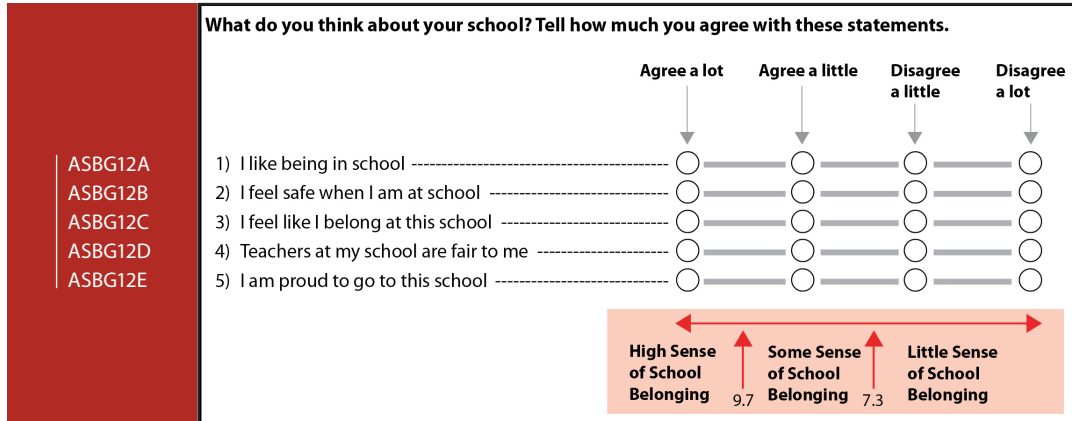 What do you think about your school? Tell how much you agree with these statements.
Agree a lot
Agree a little
Disagree
a little
Disagree
a lot
ASBG12A
1) I like being in school
ASBG12B
2) I feel safe when I am at school
ASBG12C
3) I feel like I belong at this school
ASBG12D
4) Teachers at my school are fair to me
ASBG12E
5) I am proud to go to this school
High Sense
of School
Belonging
9.7
Some Sense
of School
Belonging
7.3
Little Sense
of School
Belonging